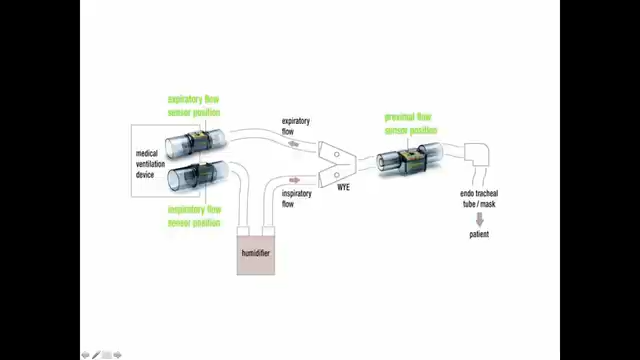 expiratory flow
sensor position
expiratory
flow
proximal flow
sensor position
medical
ventilation
device
WYE
inspiratory
flow
endo tracheal
tube / mask
inspiratory flow
sensor position
patient
humidifier